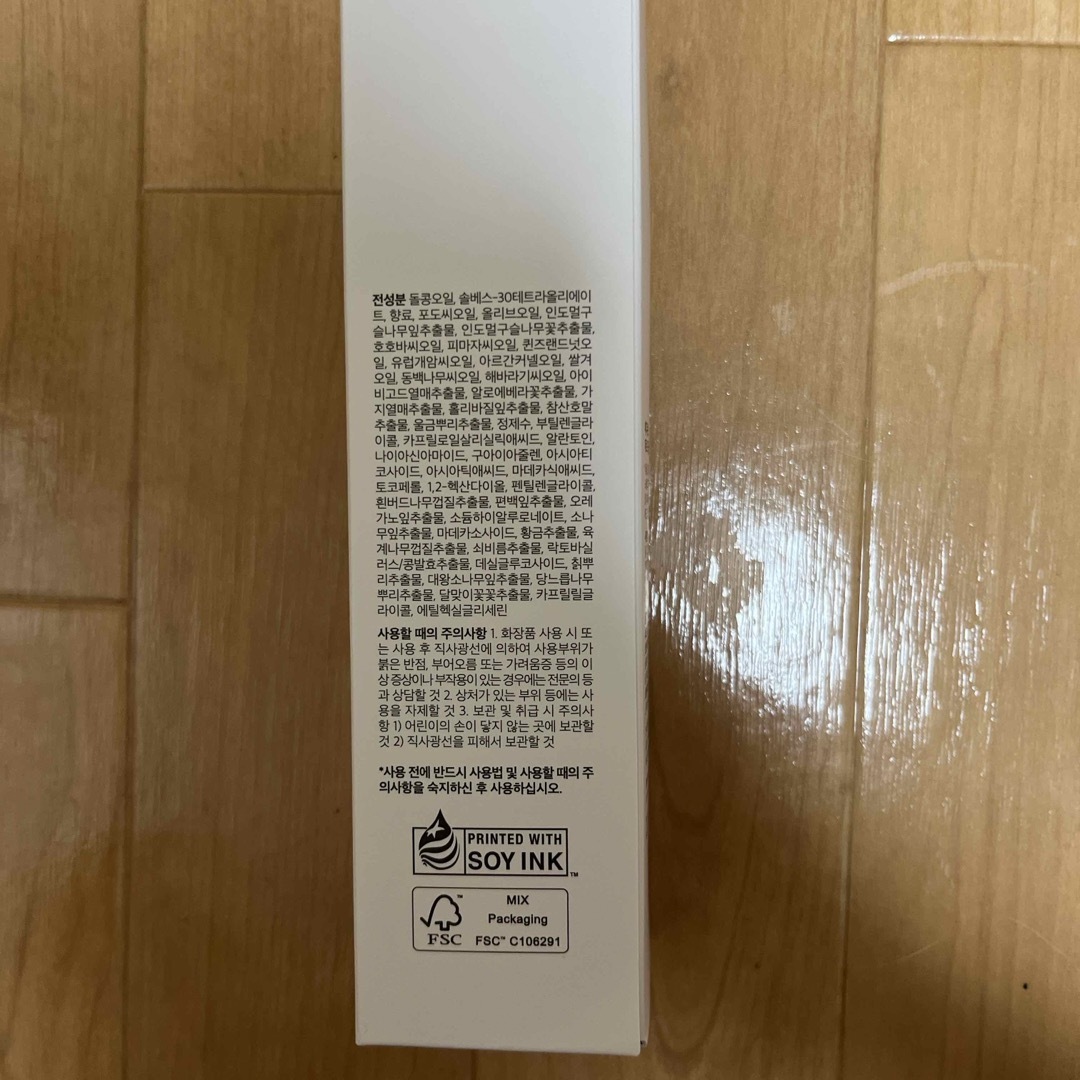 전성분 돌콩오일, 솔베스-30테트라올리에이
트, 향료, 포도씨오일, 올리브오일, 인도멀구
슬나무잎추출물, 인도멀구슬나무꽃추출물,
호호바씨오일, 피마자씨오일, 퀸즈랜드넛오
일, 유럽개암씨오일, 아르간커넬오일, 쌀겨
오일, 동백나무씨오일, 해바라기씨오일, 아이
비고드열매추출물, 알로에베라꽃추출물, 가
지열매추출물, 홀리바질잎추출물, 참산호말
추출물, 울금뿌리추출물, 정제수, 부틸렌글라
이콜, 카프릴로일살리실릭애씨드, 알란토인,
나이아신아마이드, 구아이아줄렌, 아시아티
코사이드, 아시아틱애씨드, 마데카식애씨드,
토코페롤, 1,2-헥산다이올, 펜틸렌글라이콜,
흰버드나무껍질추출물, 편백잎추출물, 오레
가노잎추출물, 소듐하이알루로네이트, 소나
무잎추출물, 마데카소사이드, 황금추출물, 육
계나무껍질추출물, 쇠비름추출물, 락토바실
러스/콩발효추출물, 데실글루코사이드, 칡뿌
리추출물, 대왕소나무잎추출물, 당느릅나무
뿌리추출물, 달맞이꽃꽃추출물, 카프릴릴글
라이콜, 에틸헥실글리세린
사용할 때의 주의사항 1. 화장품 사용 시 또
는 사용 후 직사광선에 의하여 사용부위가
붉은 반점, 부어오름 또는 가려움증 등의 이
상 증상이나 부작용이 있는 경우에는 전문의 등
과 상담할 것 2. 상처가 있는 부위 등에는 사
용을 자제할 것 3. 보관 및 취급 시 주의사
항 1) 어린이의 손이 닿지 않는 곳에 보관할
것 2) 직사광선을 피해서 보관할 것
*사용 전에 반드시 사용법 및 사용할 때의 주
의사항을 숙지하신 후 사용하십시오.
PRINTED WITH
SOY INK™
FSC™
MIX
Packaging
FSC™ C106291